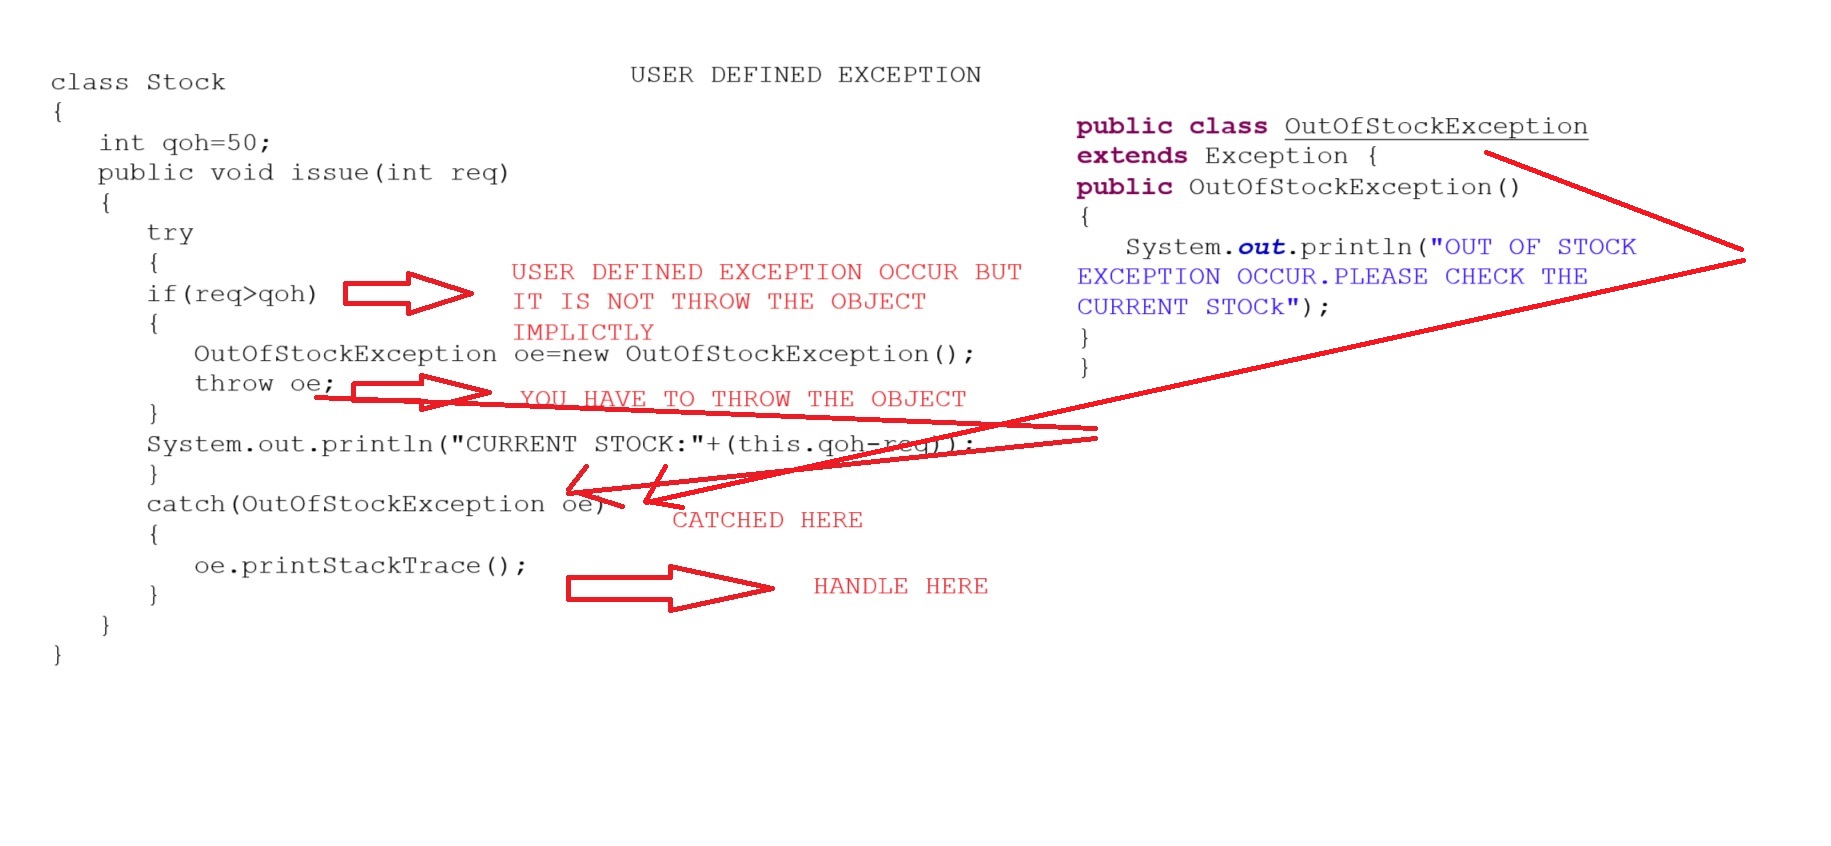 USER DEFINED EXCEPTION
class Stock
{
int qoh=50;
public void issue(int req)
{
try
{
if(req>qoh)
{
OutOfStockException oe=new OutOfStockException();
throw oe;
}
System.out.println("CURRENT STOCK:"+(this.qoh-req));
}
catch(OutOfStockException oe)
{
oe.printStackTrace();
}
}
}
USER DEFINED EXCEPTION OCCUR BUT
IT IS NOT THROW THE OBJECT
IMPLICTLY
YOU HAVE TO THROW THE OBJECT
CATCHED HERE
HANDLE HERE
public class OutOfStockException
extends Exception {
public OutOfStockException()
{
System.out.println("OUT OF STOCK
EXCEPTION OCCUR.PLEASE CHECK THE
CURRENT STOCk");
}
}